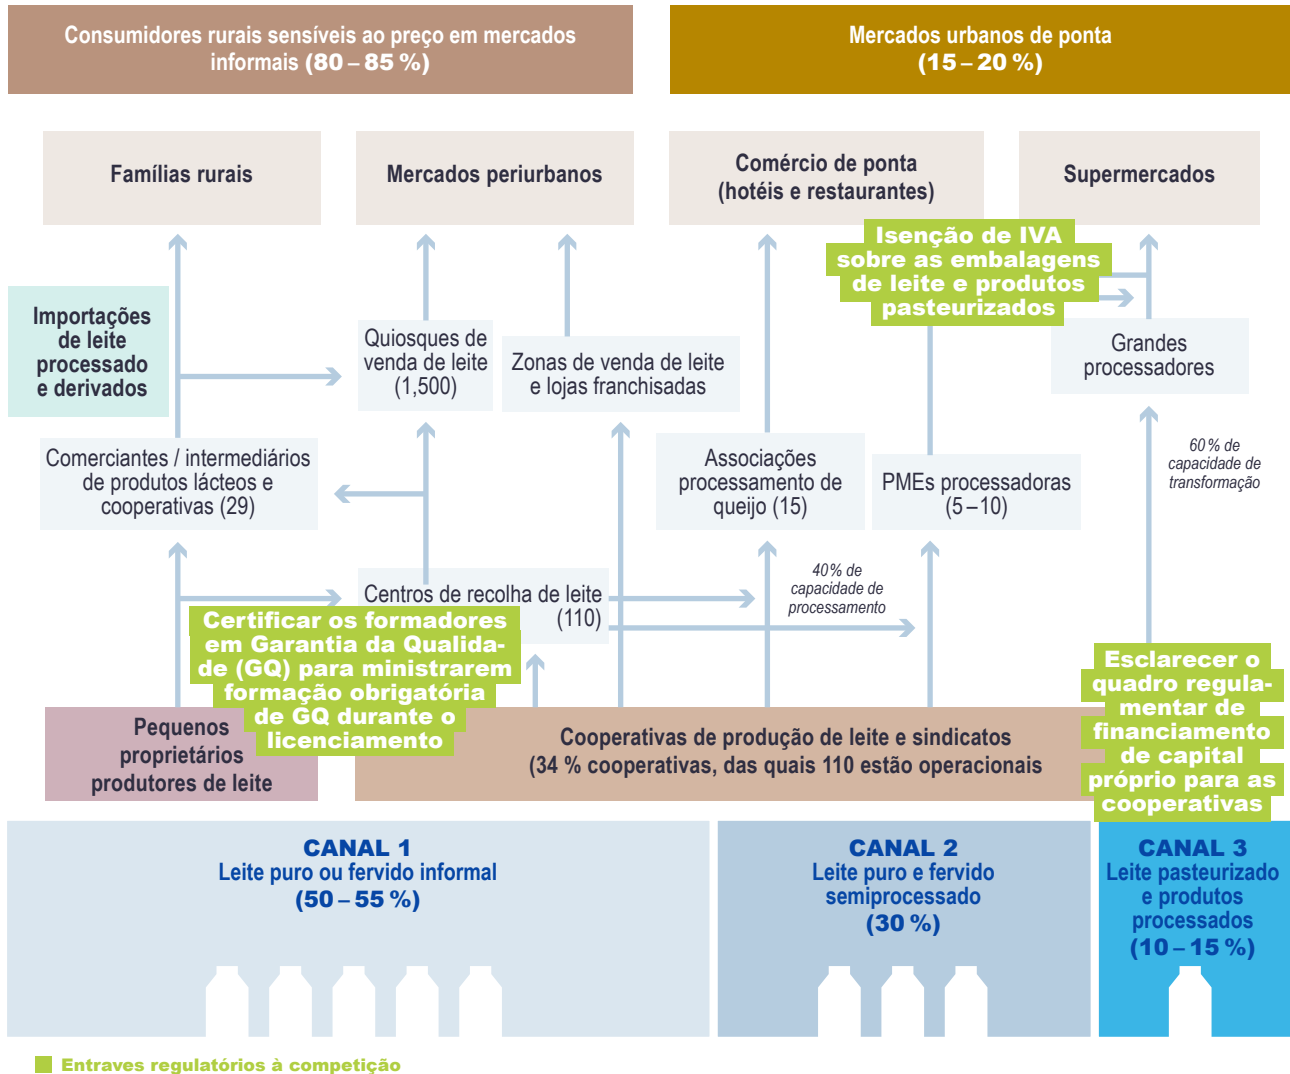 Consumidores rurais sensíveis ao preço em mercados
informais (80 – 85 %)
Mercados urbanos de ponta
(15 – 20 %)
Famílias rurais
Mercados periurbanos
Comércio de ponta
(hotéis e restaurantes)
Supermercados
Isenção de IVA
sobre as embalagens
de leite e produtos
pasteurizados
Importações
de leite
processado
e derivados
Quiosques de
venda de leite
(1,500)
Zonas de venda de leite
e lojas franchisadas
Grandes
processadores
Comerciantes / intermediários
de produtos lácteos e
cooperativas (29)
Associações
processamento de
queijo (15)
PMEs processadoras
(5 – 10)
60 % de
capacidade de
transformação
Centros de recolha de leite
(110)
40 % de
capacidade de
processamento
Certificar os formadores
em Garantia da Qualida-
de (GQ) para ministrarem
formação obrigatória
de GQ durante o
licenciamento
Esclarecer o
quadro regula-
mentar de
financiamento
de capital
próprio para as
cooperativas
Pequenos
proprietários
produtores de leite
Cooperativas de produção de leite e sindicatos
(34 % cooperativas, das quais 110 estão operacionais
CANAL 1
Leite puro ou fervido informal
(50 – 55 %)
CANAL 2
Leite puro e fervido
semiprocessado
(30 %)
CANAL 3
Leite pasteurizado
e produtos
processados
(10 – 15 %)
Entraves regulatórios à competição